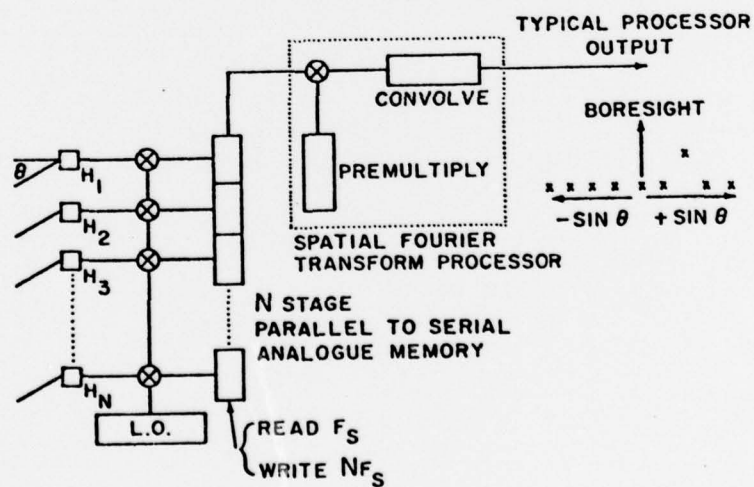 TYPICAL PROCESSOR
OUTPUT
CONVOLVE
BORESIGHT
PREMULTIPLY
θ
H1
H2
H3
HN
x
x x x x x x x x
-SIN θ + SIN θ
SPATIAL FOURIER
TRANSFORM PROCESSOR
N STAGE
PARALLEL TO SERIAL
ANALOGUE MEMORY
L.O.
READ FS
WRITE NFS